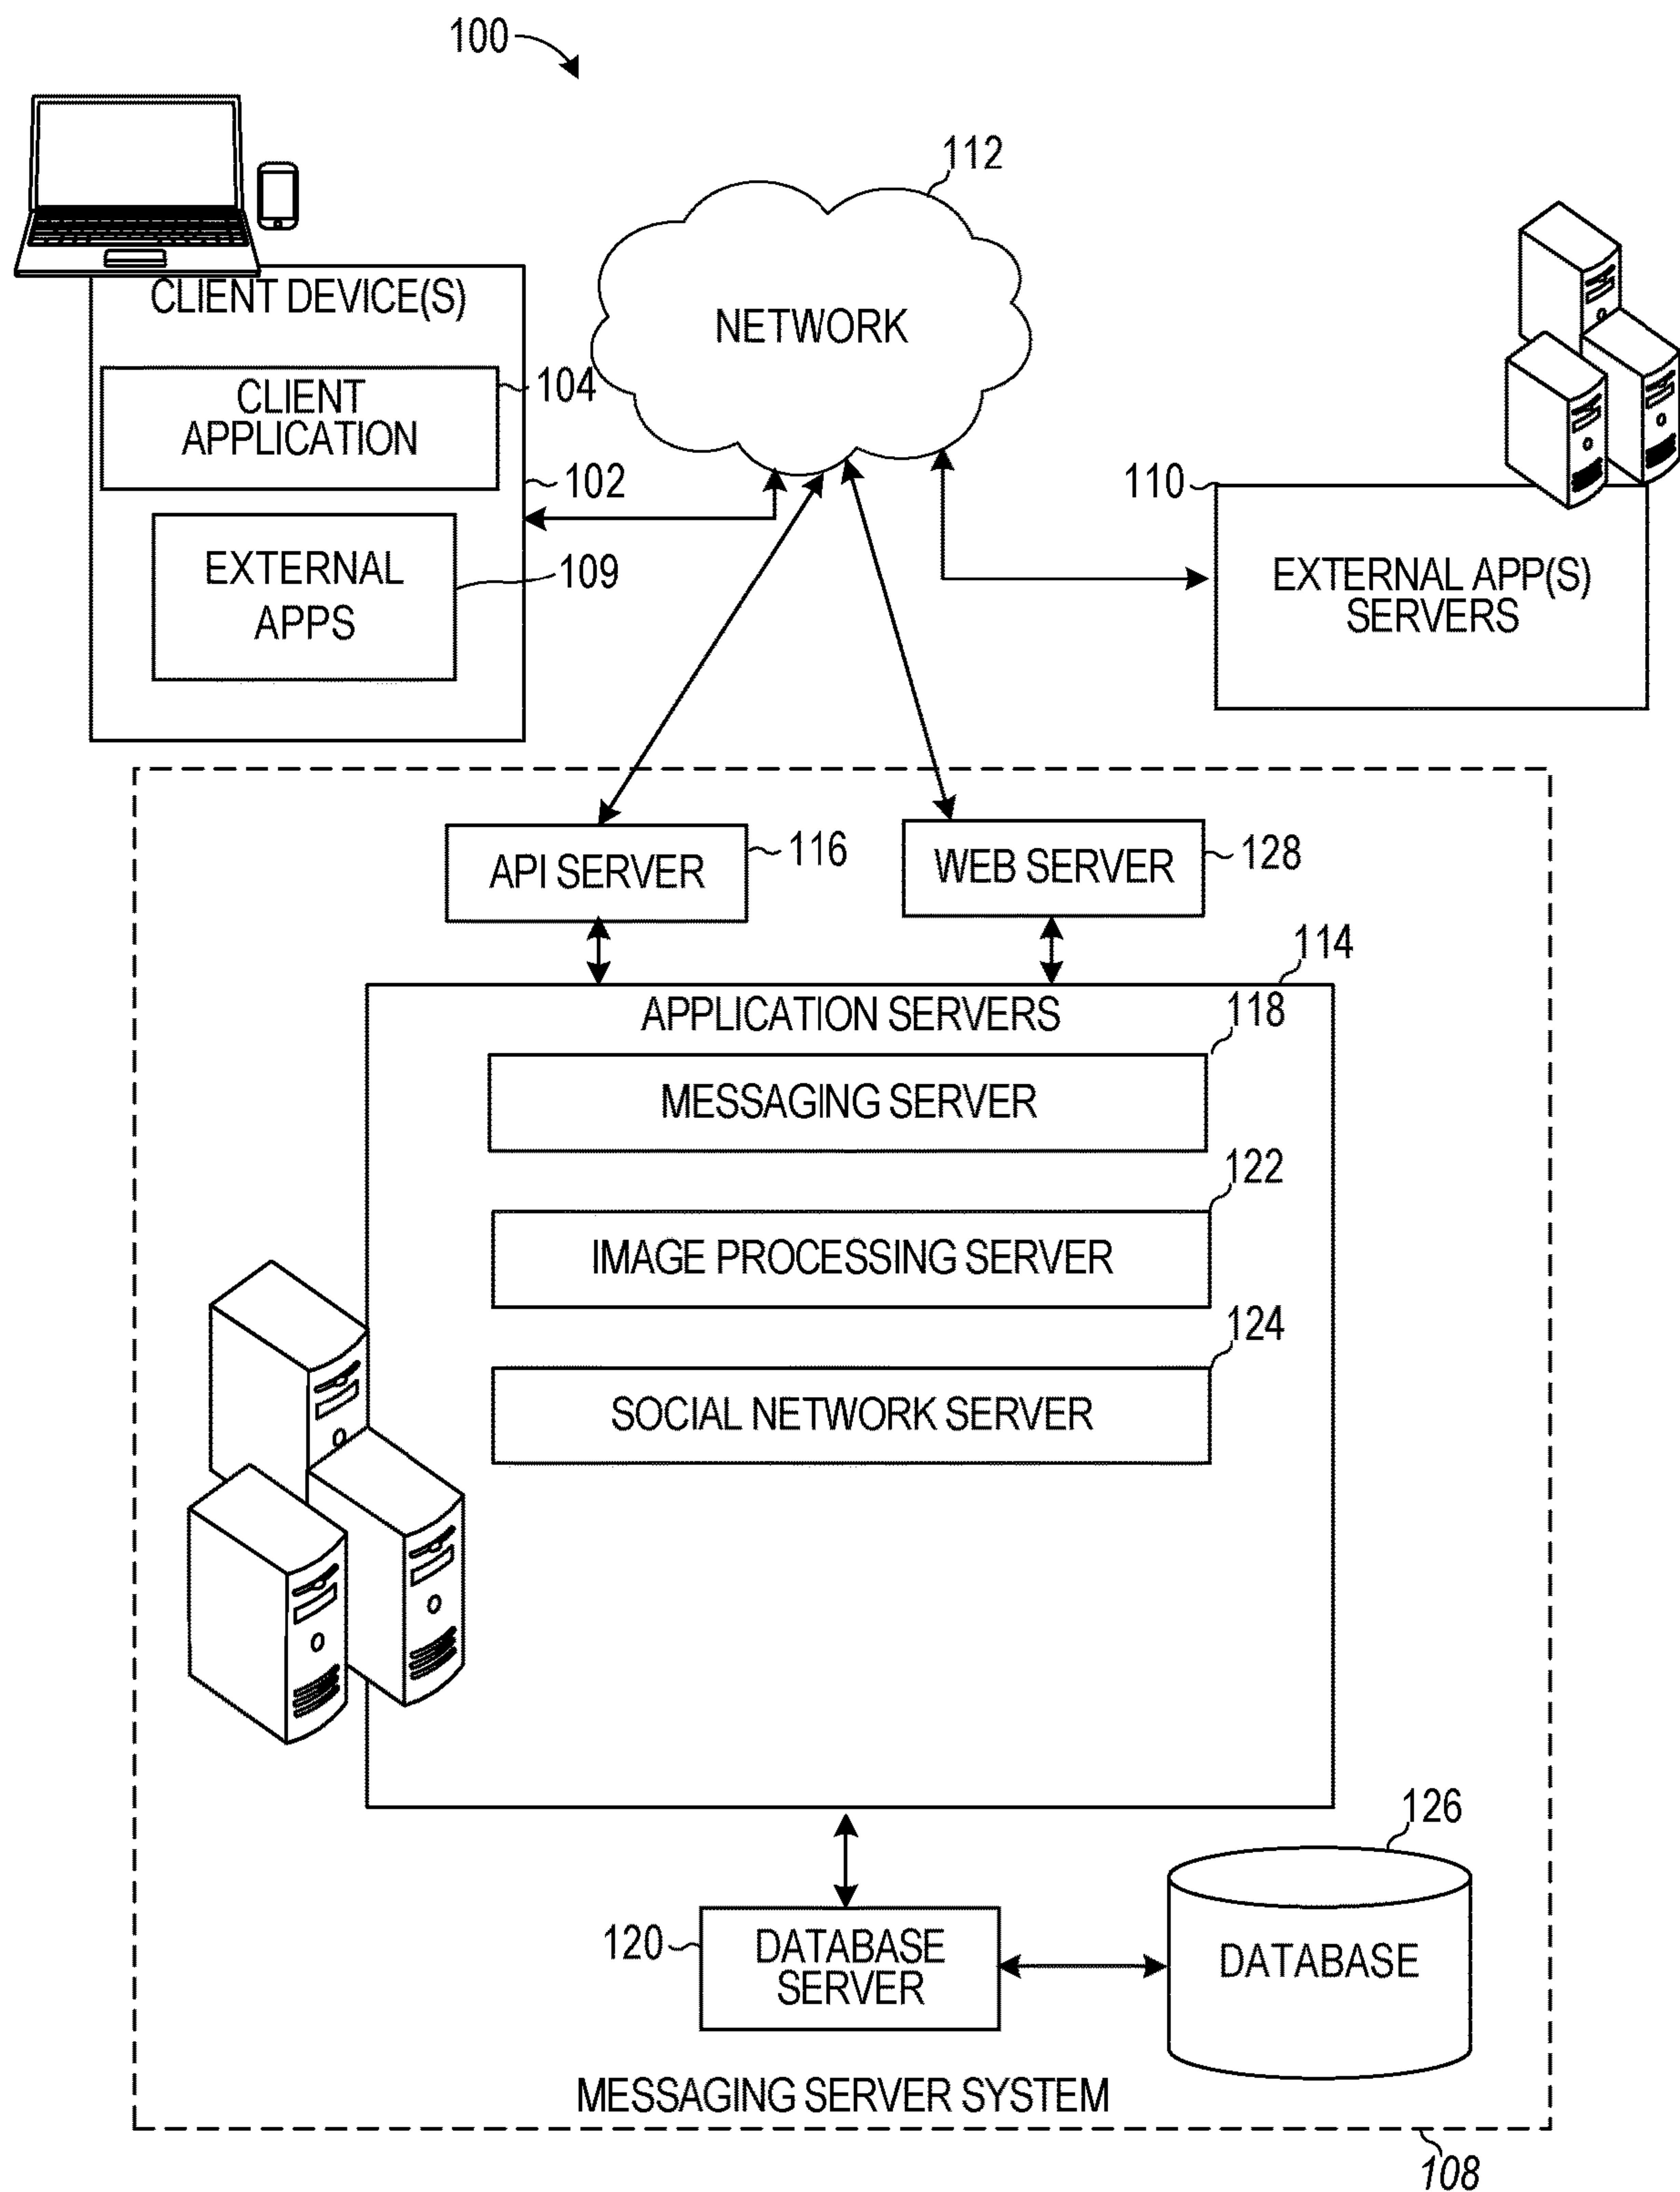 100
112
CLIENT DEVICE(S)
NETWORK
104
CLIENT
APPLICATION
102
110
EXTERNAL
APPS
109
EXTERNAL APP(S)
SERVERS
API SERVER
116
WEB SERVER
128
114
APPLICATION SERVERS
118
MESSAGING SERVER
122
IMAGE PROCESSING SERVER
124
SOCIAL NETWORK SERVER
126
120
DATABASE
SERVER
DATABASE
MESSAGING SERVER SYSTEM
108